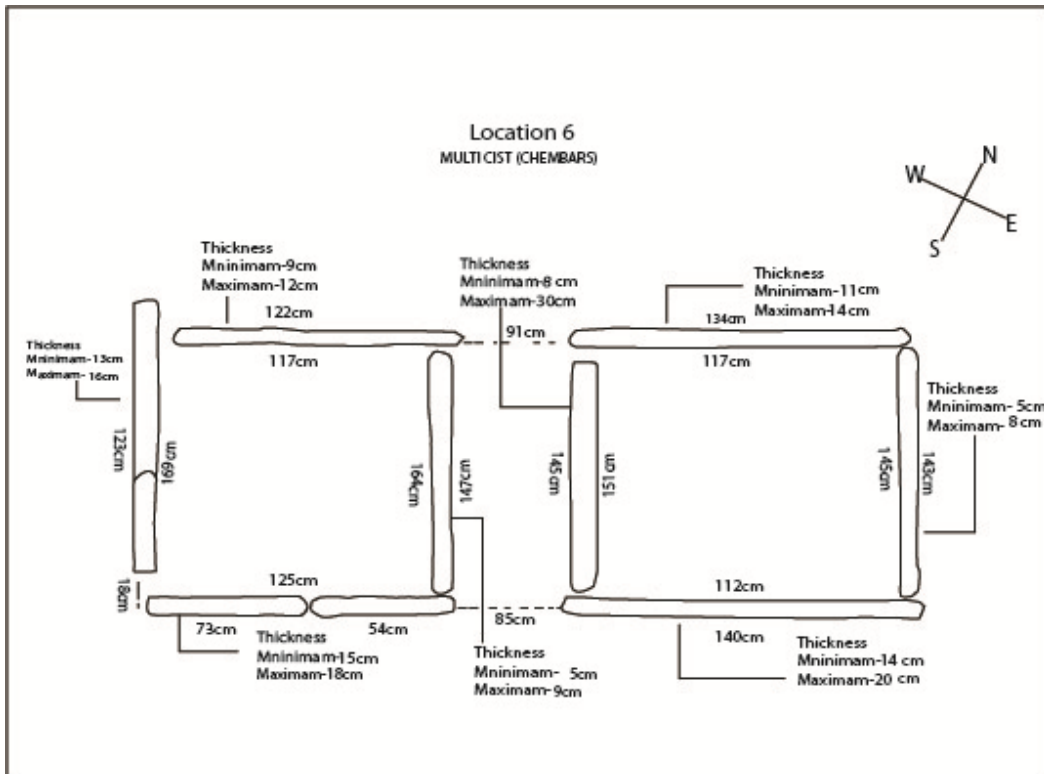 Location 6
MULTI CIST (CHEMBARS)
N
W
E
S
Thickness
Mninimam-9cm
Maximam-12cm
122cm
117cm
Thickness
Mninimam-8 cm
Maximam-30cm
91cm
Thickness
Mninimam-11cm
Maximam-14cm
134cm
117cm
Thickness
Mninimam-13cm
Maximam- 16cm
123cm
169cm
164cm
147cm
145cm
151cm
145cm
143cm
Thickness
Mninimam- 5cm
Maximam- 8cm
18cm
125cm
73cm
54cm
85cm
112cm
140cm
Thickness
Mninimam-15cm
Maximam-18cm
Thickness
Mninimam- 5cm
Maximam-9cm
Thickness
Mninimam-14 cm
Maximam-20 cm